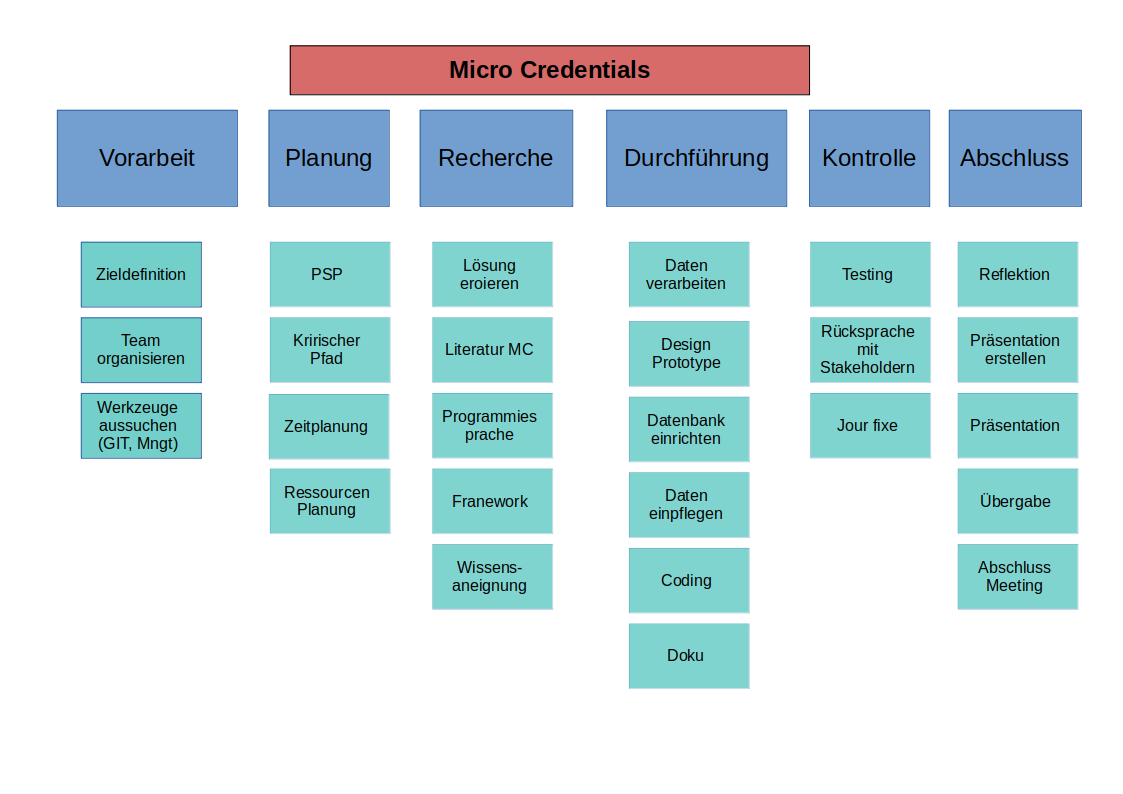 Micro Credentials
Vorarbeit
Planung
Recherche
Durchführung
Kontrolle
Abschluss
Zieldefinition
Team
organisieren
Werkzeuge
aussuchen
(GIT, Mngt)
PSP
Kririscher
Pfad
Zeitplanung
Ressourcen
Planung
Lösung
eroieren
Literatur MC
Programmies
prache
Franework
Wissens-
aneignung
Daten
verarbeiten
Design
Prototype
Datenbank
einrichten
Daten
einpflegen
Coding
Doku
Testing
Rücksprache
mit
Stakeholdern
Jour fixe
Reflektion
Präsentation
erstellen
Präsentation
Übergabe
Abschluss
Meeting